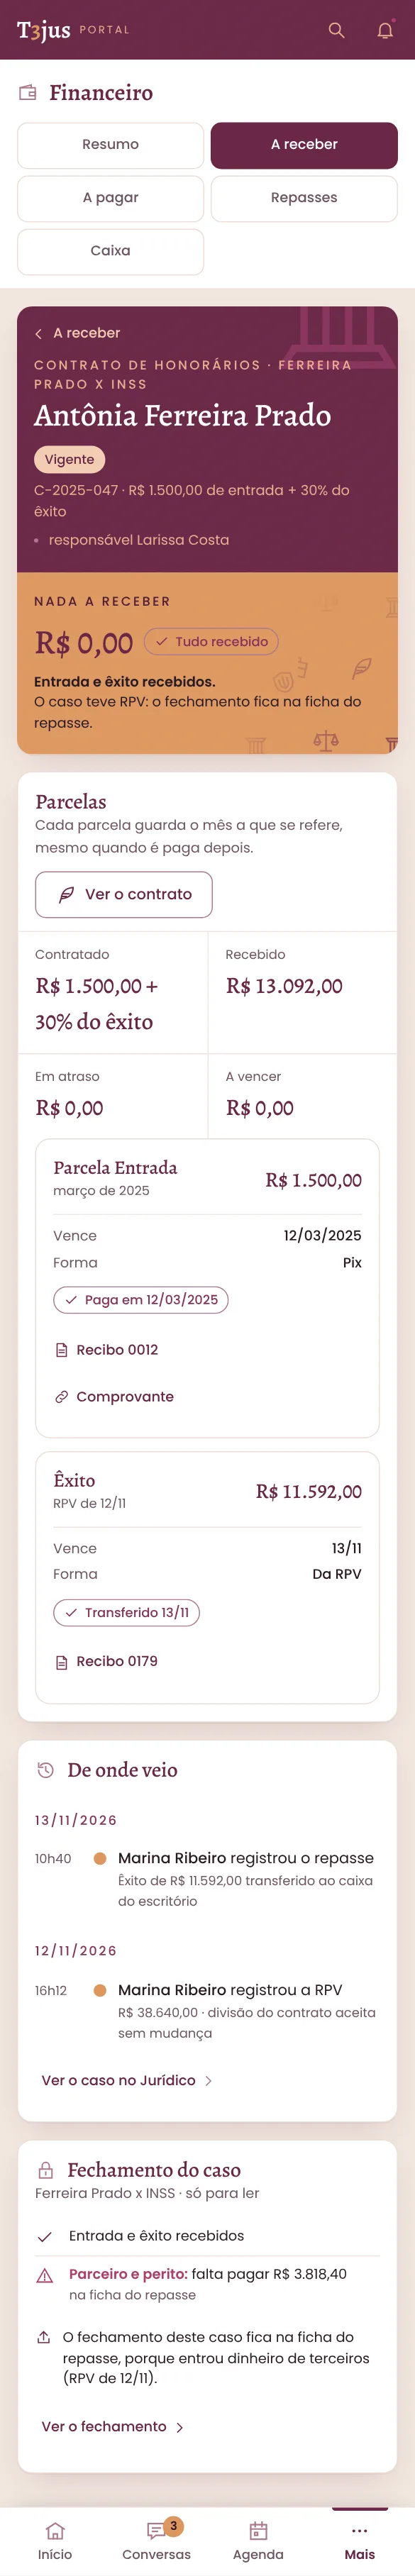 T3jus PORTAL
Financeiro
Resumo
A receber
A pagar
Repasses
Caixa
A receber
CONTRATO DE HONORÁRIOS · FERREIRA
PRADO X INSS
Antônia Ferreira Prado
Vigente
C-2025-047 · R$ 1.500,00 de entrada + 30% do
êxito
• responsável Larissa Costa
NADA A RECEBER
R$ 0,00
Tudo recebido
Entrada e êxito recebidos.
O caso teve RPV: o fechamento fica na ficha do
repasse.
Parcelas
Cada parcela guarda o mês a que se refere,
mesmo quando é paga depois.
Ver o contrato
Contratado
R$ 1.500,00 +
30% do êxito
Recebido
R$ 13.092,00
Em atraso
R$ 0,00
A vencer
R$ 0,00
Parcela Entrada
março de 2025
R$ 1.500,00
Vence 12/03/2025
Forma Pix
Paga em 12/03/2025
Recibo 0012
Comprovante
Êxito
RPV de 12/11
R$ 11.592,00
Vence 13/11
Forma Da RPV
Transferido 13/11
Recibo 0179
De onde veio
13/11/2026
10h40 Marina Ribeiro registrou o repasse
Êxito de R$ 11.592,00 transferido ao caixa
do escritório
12/11/2026
16h12 Marina Ribeiro registrou a RPV
R$ 38.640,00 · divisão do contrato aceita
sem mudança
Ver o caso no Jurídico
Fechamento do caso
Ferreira Prado x INSS · só para ler
Entrada e êxito recebidos
Parceiro e perito: falta pagar R$ 3.818,40
na ficha do repasse
O fechamento deste caso fica na ficha do
repasse, porque entrou dinheiro de terceiros
(RPV de 12/11).
Ver o fechamento
3
Início
Conversas
Agenda
Mais